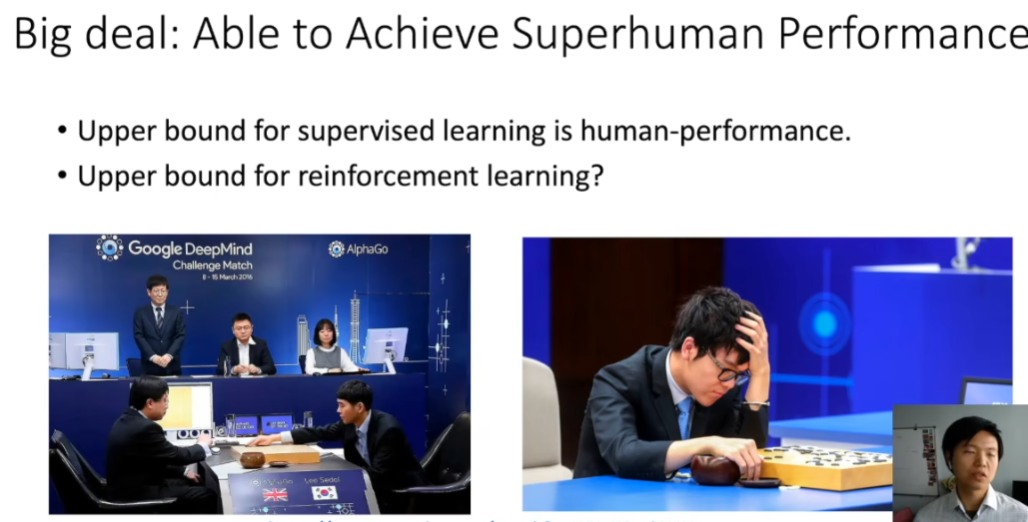 Big deal: Able to Achieve Superhuman Performance
• Upper bound for supervised learning is human-performance.
• Upper bound for reinforcement learning?
Google DeepMind
Challenge Match
8 - 15 March 2016
AlphaGo
Lee Sedol